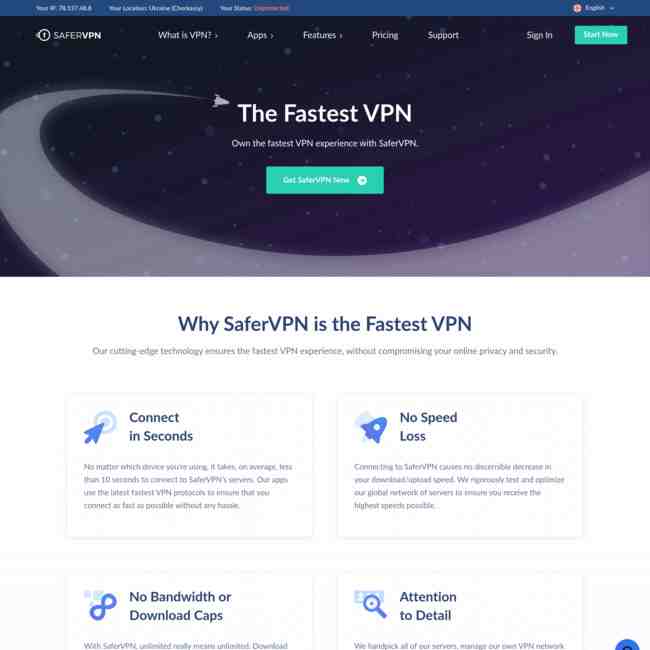 Your IP: 78.137.48.8 Your Location: Ukraine (Cherkasy) Your Status: Unprotected English
SAFERVPN What is VPN? Apps Features Pricing Support Sign In Start Now
The Fastest VPN
Own the fastest VPN experience with SaferVPN.
Get SaferVPN Now
Why SaferVPN is the Fastest VPN
Our cutting-edge technology ensures the fastest VPN experience, without compromising your online privacy and security.
Connect
in Seconds
No matter which device you're using, it takes, on average, less
than 10 seconds to connect to SaferVPN's servers. Our apps
use the latest fastest VPN protocols to ensure that you
connect as fast as possible without any hassle.
No Speed
Loss
Connecting to SaferVPN causes no discernible decrease in
your download/upload speed. We rigorously test and optimize
our global network of servers to ensure you receive the
highest speeds possible.
No Bandwidth or
Download Caps
With SaferVPN, unlimited really means unlimited. Download
Attention
to Detail
We handpick all of our servers, manage our own VPN network